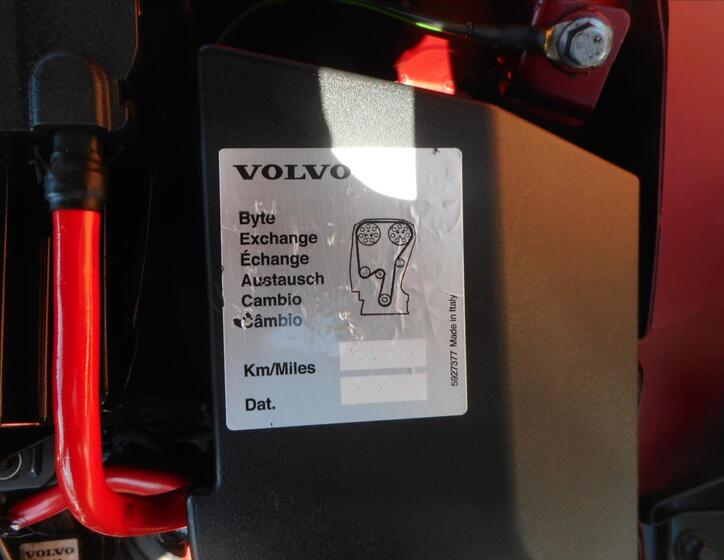 VOLVO
Byte
Exchange
Échange
Austausch
Cambio
Câmbio
Km/Miles
Dat.
5927377 Made in Italy
VOLVO